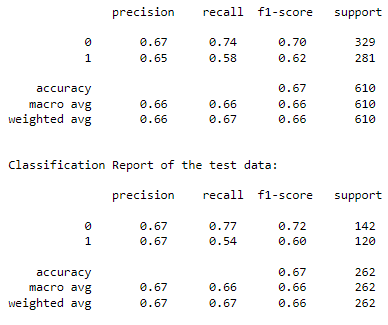 precision recall f1-score support
0 0.67 0.74 0.70 329
1 0.65 0.58 0.62 281
accuracy 0.67 610
macro avg 0.66 0.66 0.66 610
weighted avg 0.66 0.67 0.66 610
Classification Report of the test data:
precision recall f1-score support
0 0.67 0.77 0.72 142
1 0.67 0.54 0.60 120
accuracy 0.67 262
macro avg 0.67 0.66 0.66 262
weighted avg 0.67 0.67 0.66 262